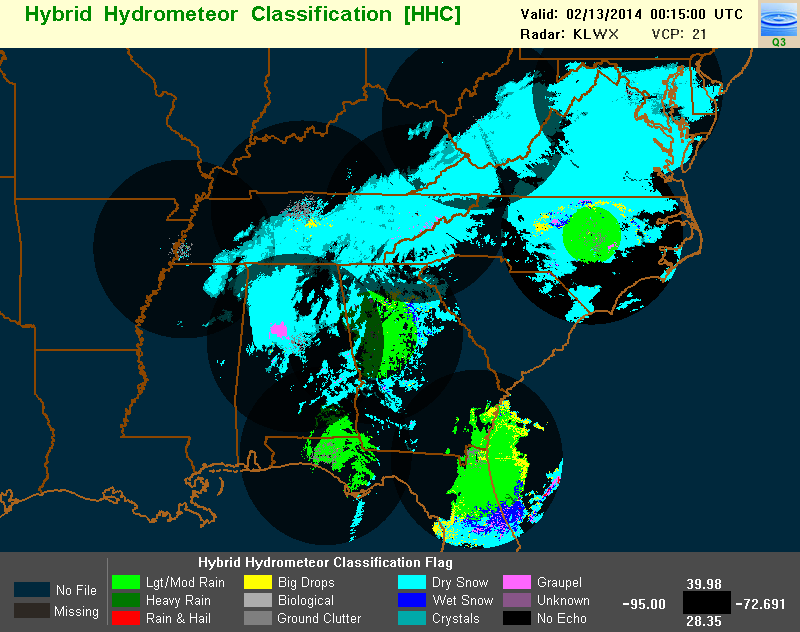 Hybrid Hydrometeor Classification [HHC]
Valid: 02/13/2014 00:15:00 UTC
Radar: KLWX VCP: 21
Q3
Hybrid Hydrometeor Classification Flag
No File
Missing
Lgt/Mod Rain
Heavy Rain
Rain & Hail
Big Drops
Biological
Ground Clutter
Dry Snow
Wet Snow
Crystals
Graupel
Unknown
No Echo
39.98
-95.00 -72.691
28.35